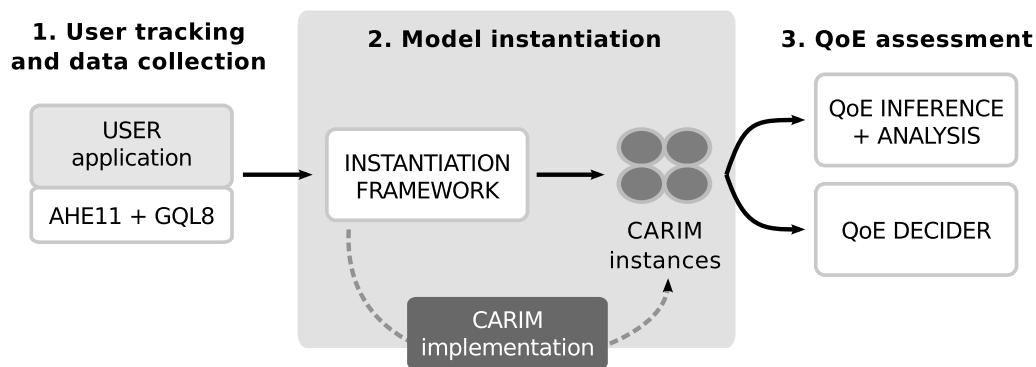 1. User tracking
and data collection
USER
application
AHE11 + GQL8
2. Model instantiation
INSTANTIATION
FRAMEWORK
CARIM
instances
CARIM
implementation
3. QoE assessment
QoE INFERENCE
+ ANALYSIS
QoE DECIDER